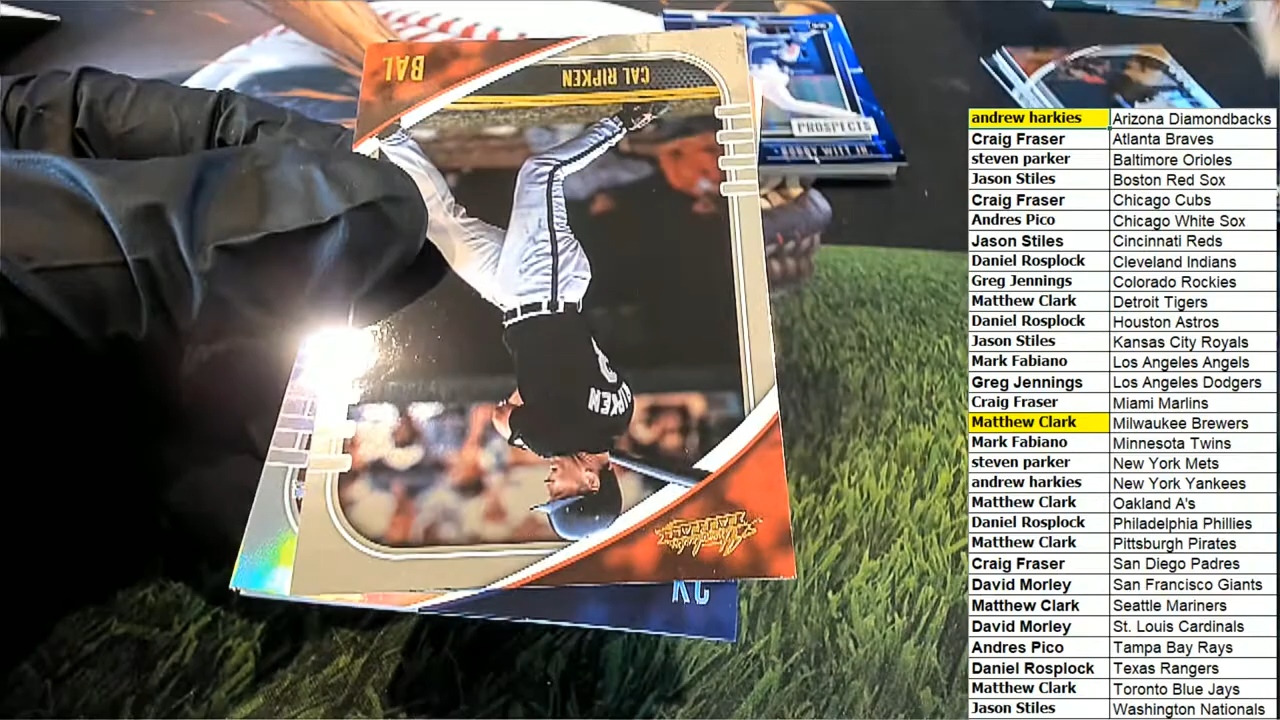 BAL
CAL RIPKEN
RIPKEN
Absolute
KC
PROSPECTS
BOBBY WITT JR.
andrew harkies Arizona Diamondbacks
Craig Fraser Atlanta Braves
steven parker Baltimore Orioles
Jason Stiles Boston Red Sox
Craig Fraser Chicago Cubs
Andres Pico Chicago White Sox
Jason Stiles Cincinnati Reds
Daniel Rosplock Cleveland Indians
Greg Jennings Colorado Rockies
Matthew Clark Detroit Tigers
Daniel Rosplock Houston Astros
Jason Stiles Kansas City Royals
Mark Fabiano Los Angeles Angels
Greg Jennings Los Angeles Dodgers
Craig Fraser Miami Marlins
Matthew Clark Milwaukee Brewers
Mark Fabiano Minnesota Twins
steven parker New York Mets
andrew harkies New York Yankees
Matthew Clark Oakland A's
Daniel Rosplock Philadelphia Phillies
Matthew Clark Pittsburgh Pirates
Craig Fraser San Diego Padres
David Morley San Francisco Giants
Matthew Clark Seattle Mariners
David Morley St. Louis Cardinals
Andres Pico Tampa Bay Rays
Daniel Rosplock Texas Rangers
Matthew Clark Toronto Blue Jays
Jason Stiles Washington Nationals